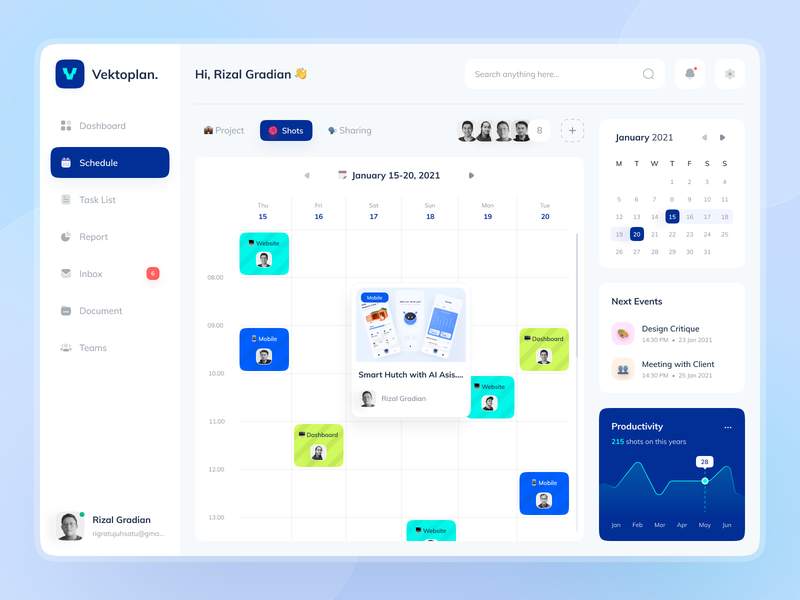 Vektoplan.
Dashboard
Schedule
Task List
Report
Inbox
6
Document
Teams
Rizal Gradian
rigratujuhsatu@gmo...
Hi, Rizal Gradian
Search anything here...
Project
Shots
Sharing
8
+
January 15-20, 2021
Thu Fri Sat Sun Mon Tue
15 16 17 18 19 20
08:00
09:00
10:00
11:00
12:00
13:00
Website
Mobile
Dashboard
Mobile
Smart Hutch with AI Asis....
Rizal Gradian
Website
Dashboard
Mobile
Website
January 2021
M T W T F S S
1 2 3 4
5 6 7 8 9 10 11
12 13 14 15 16 17 18
19 20 21 22 23 24 25
26 27 28 29 30 31
Next Events
Design Critique
14:30 PM • 23 Jan 2021
Meeting with Client
14:30 PM • 25 Jan 2021
Productivity
...
215 shots on this years
28
Jan Feb Mar Apr May Jun